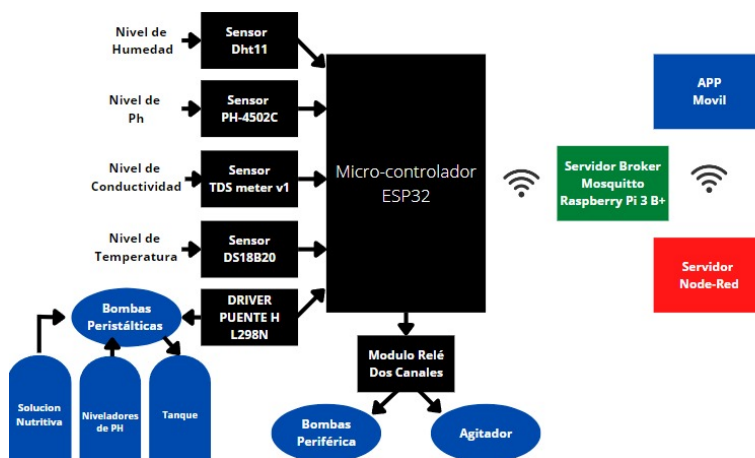 Nivel de
Humedad
Sensor
Dht11
Nivel de
Ph
Sensor
PH-4502C
Nivel de
Conductividad
Sensor
TDS meter v1
Nivel de
Temperatura
Sensor
DS18B20
DRIVER
PUENTE H
L298N
Bombas
Peristálticas
Solucion
Nutritiva
Niveladores
de PH
Tanque
Micro-controlador
ESP32
Modulo Relé
Dos Canales
Bombas
Periférica
Agitador
Servidor Broker
Mosquitto
Raspberry Pi 3 B+
APP
Movil
Servidor
Node-Red